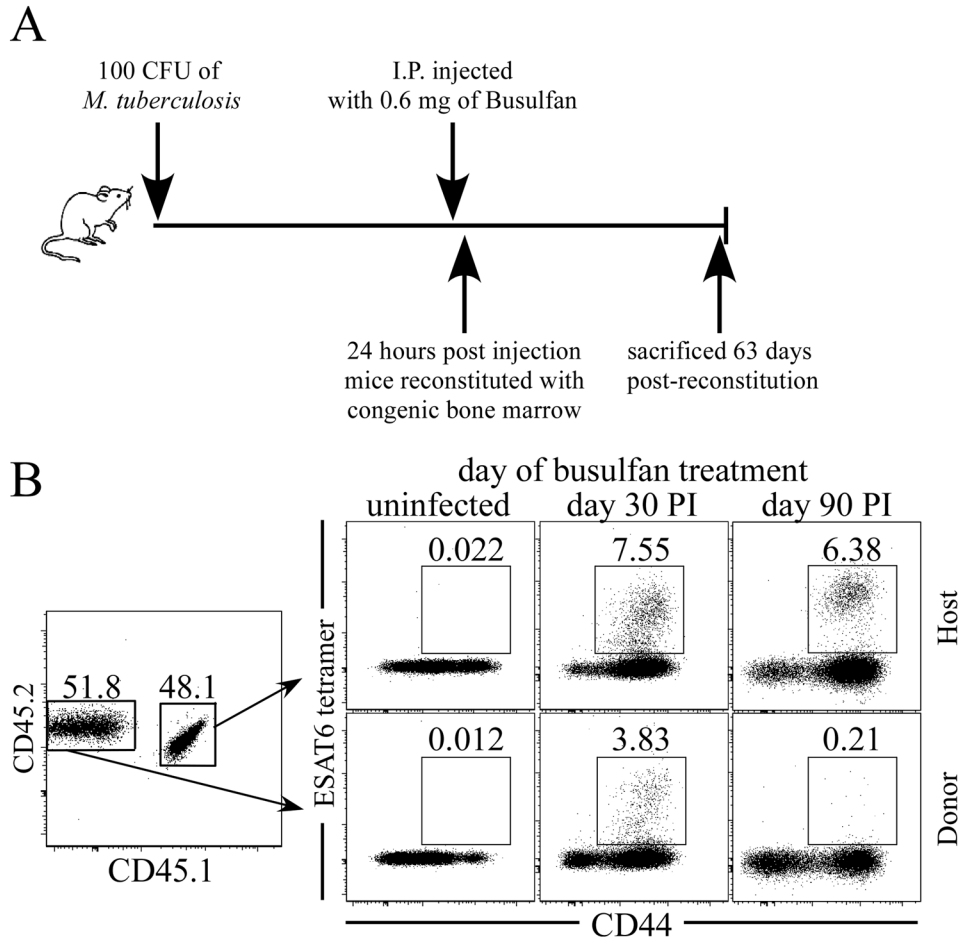 A
100 CFU of
M. tuberculosis
I.P. injected
with 0.6 mg of Busulfan
24 hours post injection
mice reconstituted with
congenic bone marrow
sacrificed 63 days
post-reconstitution
B
day of busulfan treatment
uninfected
day 30 PI
day 90 PI
0.022
7.55
6.38
Host
51.8
48.1
CD45.2
CD45.1
ESAT6 tetramer
0.012
3.83
0.21
Donor
CD44